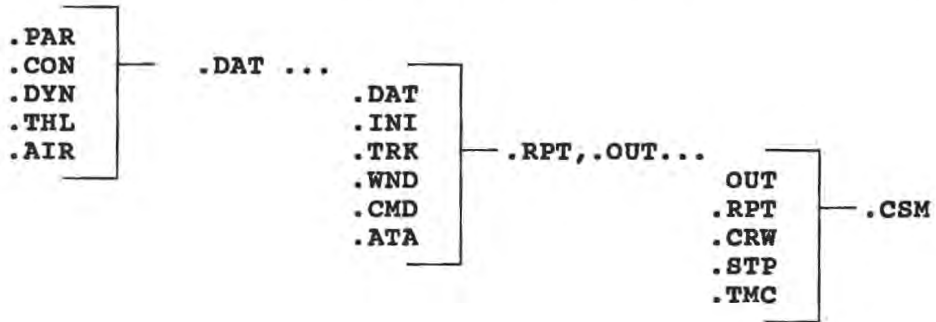 .PAR
.CON .DAT ...
.DYN .DAT
.THL .INI
.AIR .TRK .RPT,.OUT...
.WND OUT
.CMD .RPT .CSM
.ATA .CRW
.STP
.TMC